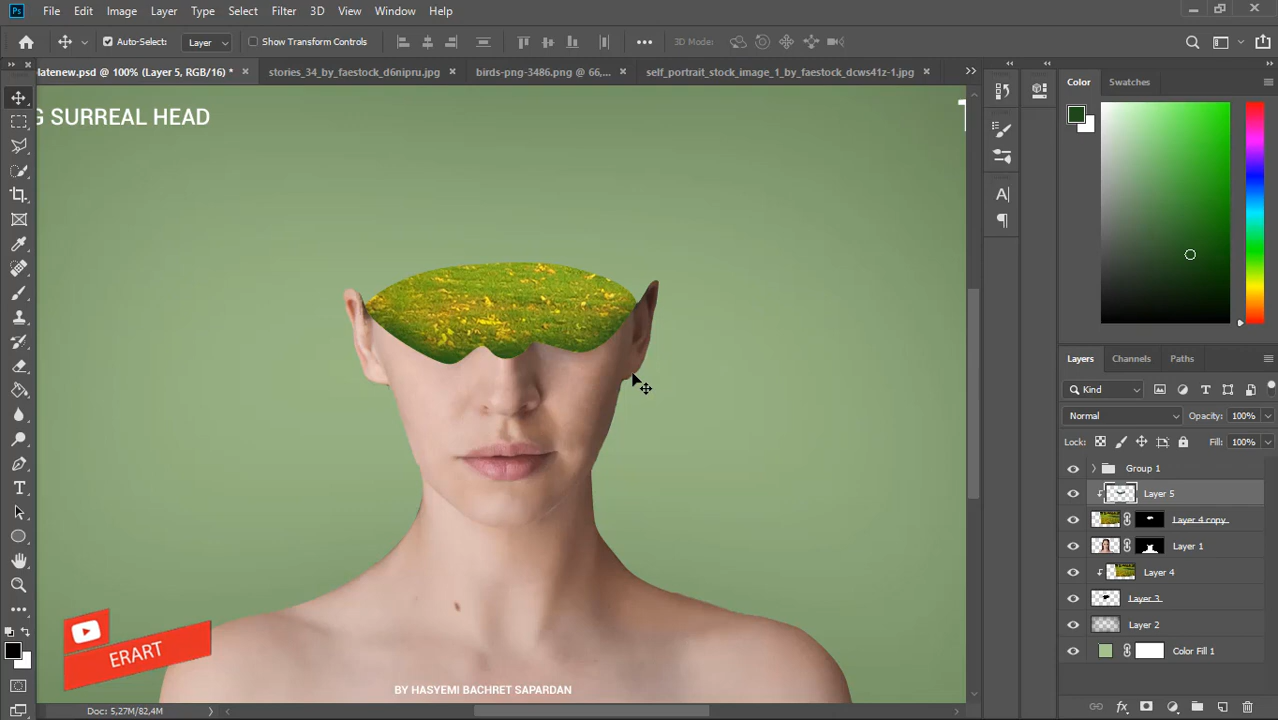 Ps File Edit Image Layer Type Select Filter 3D View Window Help
Auto-Select: Layer Show Transform Controls 3D Mode:
latenew.psd @ 100% (Layer 5, RGB/16) * × stories_34_by_faestock_d6nipru.jpg × birds-png-3486.png @ 66,... × self_portrait_stock_image_1_by_faestock_dcws41z-1.jpg ×
G SURREAL HEAD
Color Swatches
Layers Channels Paths
Kind
Normal Opacity: 100%
Lock: Fill: 100%
Group 1
Layer 5
Layer 4 copy
Layer 1
Layer 4
Layer 3
Layer 2
Color Fill 1
ERART
BY HASYEMI BACHRET SAPARDAN
Doc: 5,27M/82,4M